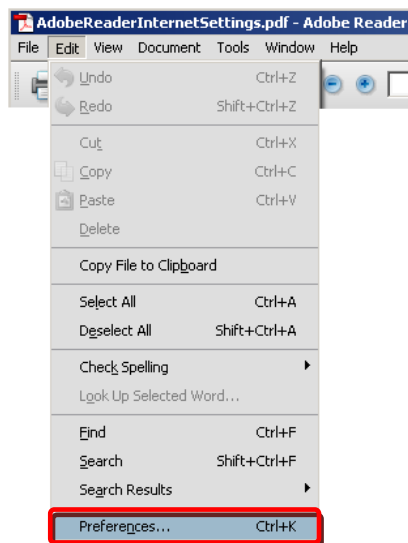 AdobeReaderInternetSettings.pdf - Adobe Reader
File Edit View Document Tools Window Help
Undo Ctrl+Z
Redo Shift+Ctrl+Z
Cut Ctrl+X
Copy Ctrl+C
Paste Ctrl+V
Delete
Copy File to Clipboard
Select All Ctrl+A
Deselect All Shift+Ctrl+A
Check Spelling
Look Up Selected Word...
Find Ctrl+F
Search Shift+Ctrl+F
Search Results
Preferences... Ctrl+K